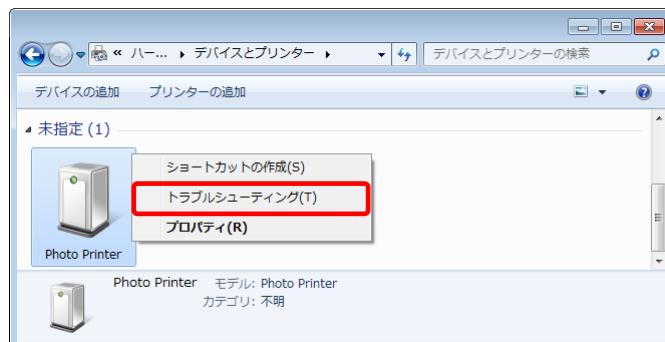 « ハー... ▸ デバイスとプリンター ▸ デバイスとプリンターの検索
デバイスの追加 プリンターの追加
未指定 (1)
ショートカットの作成(S)
トラブルシューティング(T)
プロパティ(R)
Photo Printer
Photo Printer モデル: Photo Printer
カテゴリ: 不明